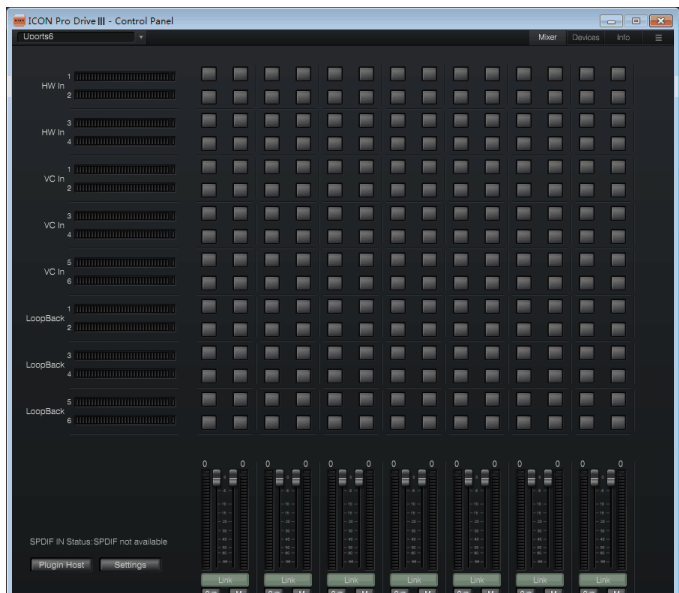 ICON Pro Drive III - Control Panel
Uports6
Mixer Devices Info
HW In 1
2
HW In 3
4
VC In 1
2
VC In 3
4
VC In 5
6
LoopBack 1
2
LoopBack 3
4
LoopBack 5
6
0 0 0 0 0 0 0 0 0 0 0 0 0 0
SPDIF IN Status:SPDIF not available
Plugin Host Settings
Link Link Link Link Link Link Link